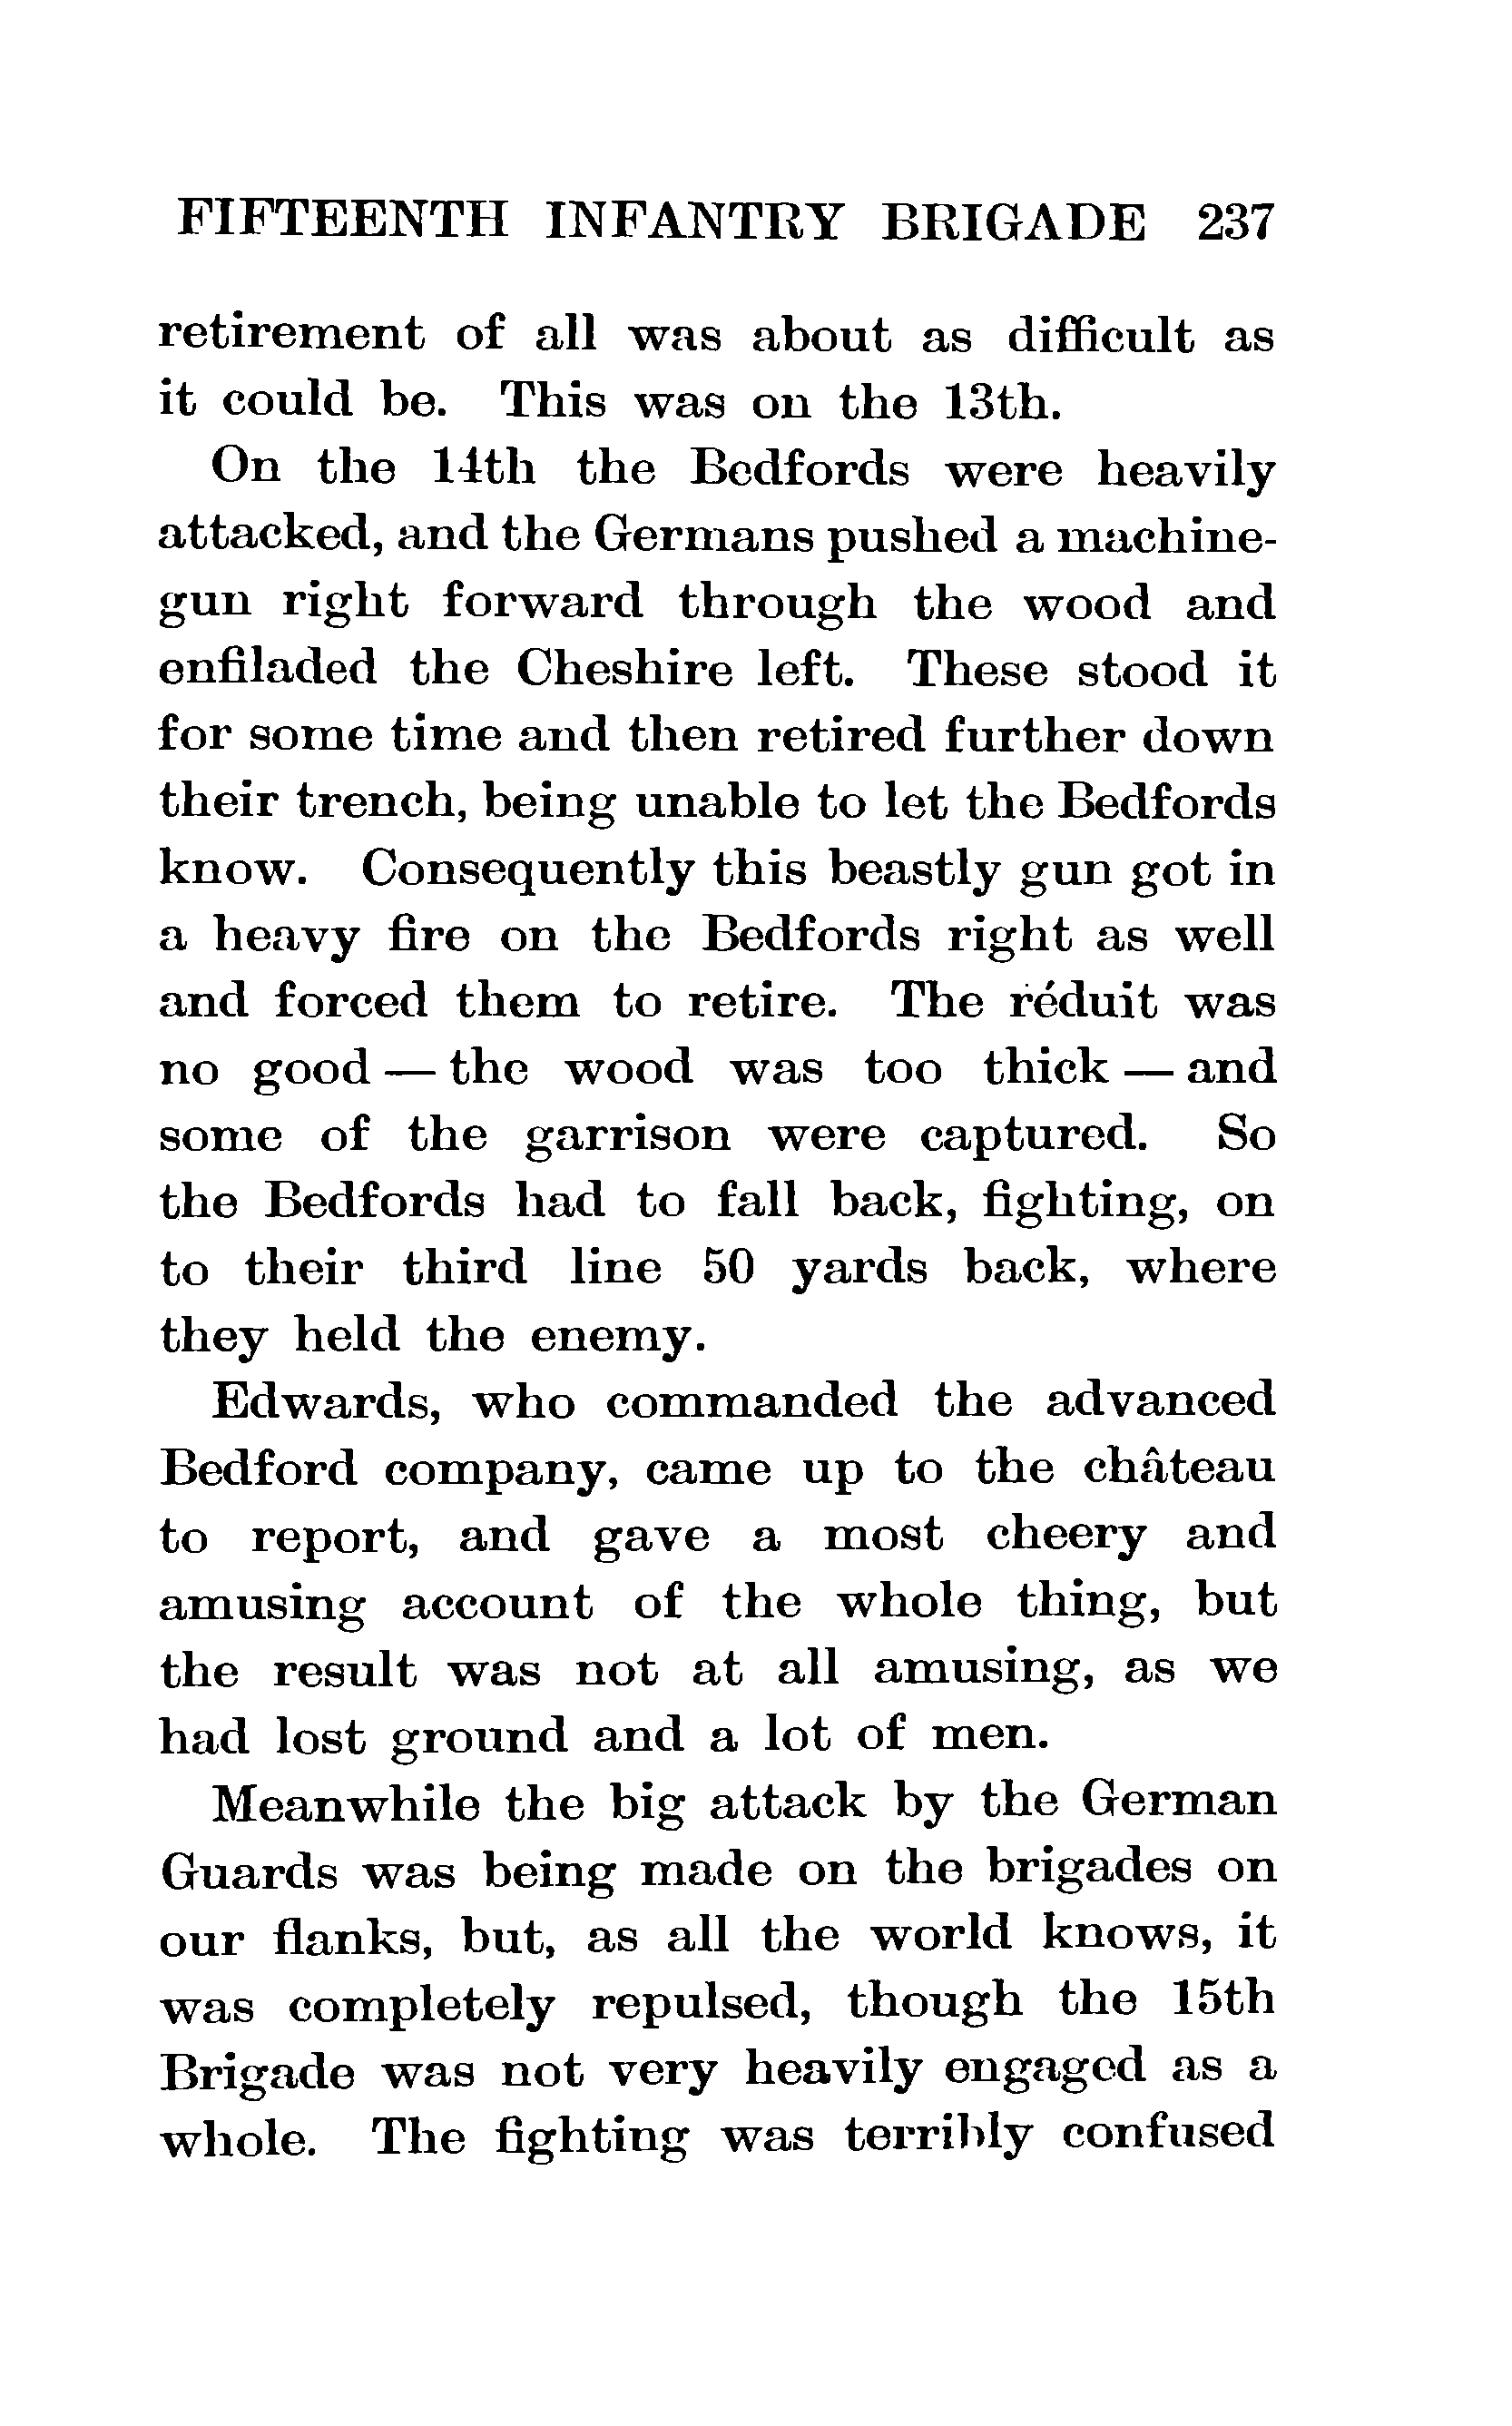 FIFTEENTH INFANTRY BRIGADE 237
retirement of all was about as difficult as
it could be. This was on the 13th.
On the 14th the Bedfords were heavily
attacked, and the Germans pushed a machine-
gun right forward through the wood and
enfiladed the Cheshire left. These stood it
for some time and then retired further down
their trench, being unable to let the Bedfords
know. Consequently this beastly gun got in
a heavy fire on the Bedfords right as well
and forced them to retire. The réduit was
no good — the wood was too thick — and
some of the garrison were captured. So
the Bedfords had to fall back, fighting, on
to their third line 50 yards back, where
they held the enemy.
Edwards, who commanded the advanced
Bedford company, came up to the château
to report, and gave a most cheery and
amusing account of the whole thing, but
the result was not at all amusing, as we
had lost ground and a lot of men.
Meanwhile the big attack by the German
Guards was being made on the brigades on
our flanks, but, as all the world knows, it
was completely repulsed, though the 15th
Brigade was not very heavily engaged as a
whole. The fighting was terribly confused